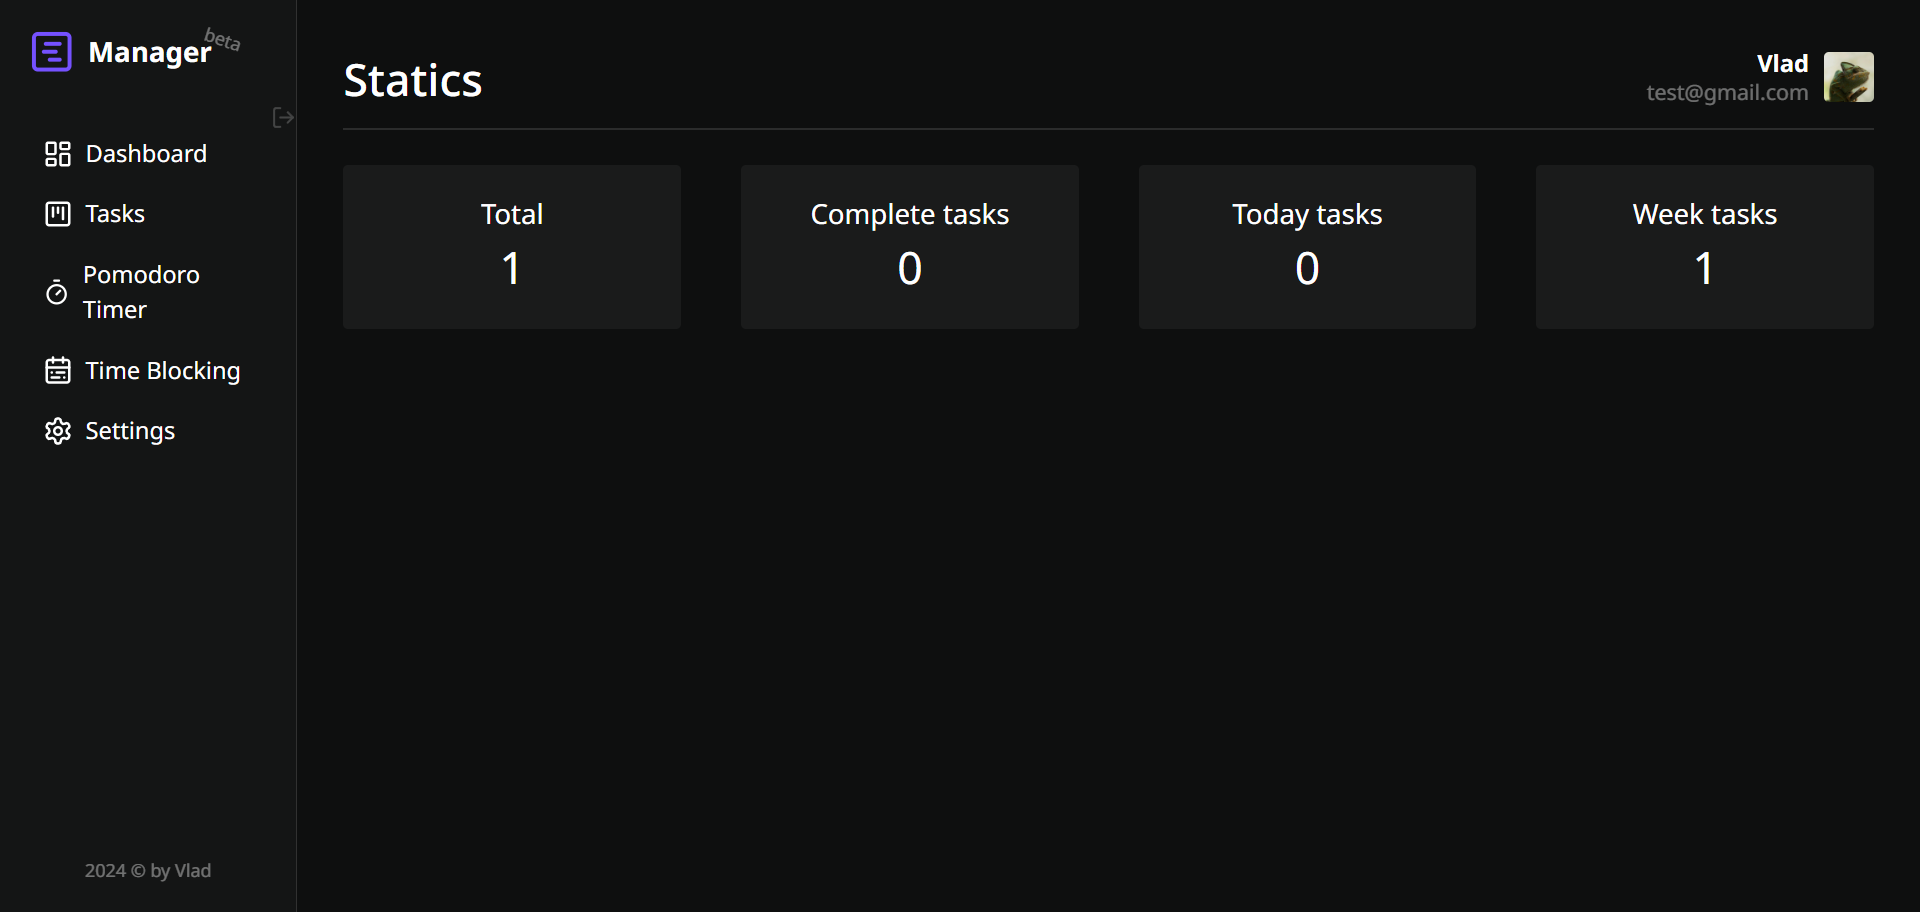 Manager beta
Dashboard
Tasks
Pomodoro
Timer
Time Blocking
Settings
2024 © by Vlad
Statics
Vlad
test@gmail.com
Total
1
Complete tasks
0
Today tasks
0
Week tasks
1